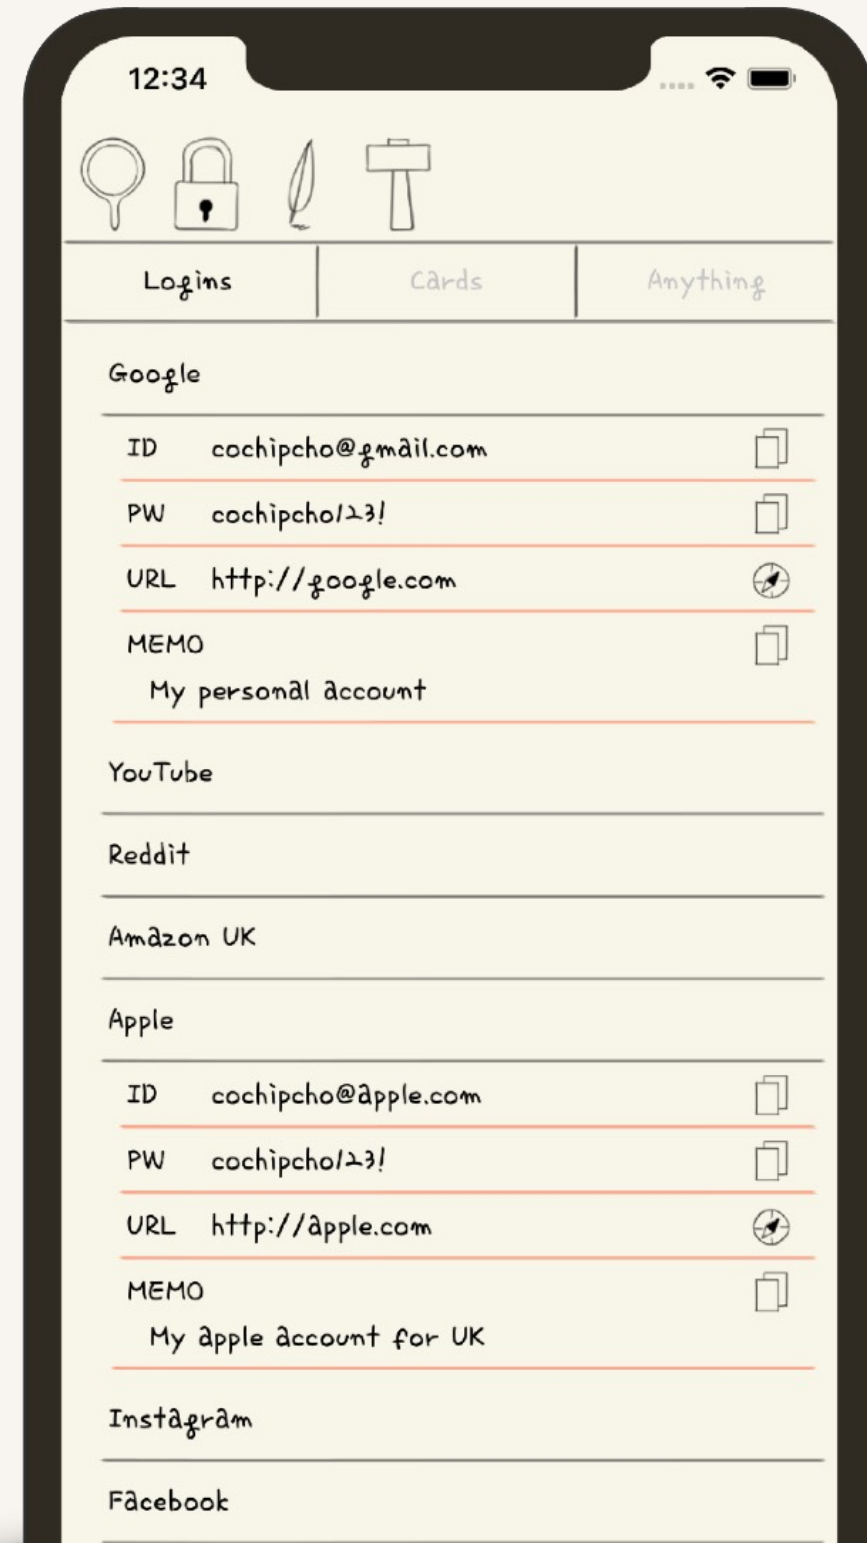 12:34
Logins Cards Anything
Google
ID cochipcho@gmail.com
PW cochipcho123!
URL http://google.com
MEMO
My personal account
YouTube
Reddit
Amazon UK
Apple
ID cochipcho@apple.com
PW cochipcho123!
URL http://apple.com
MEMO
My apple account for UK
Instagram
Facebook